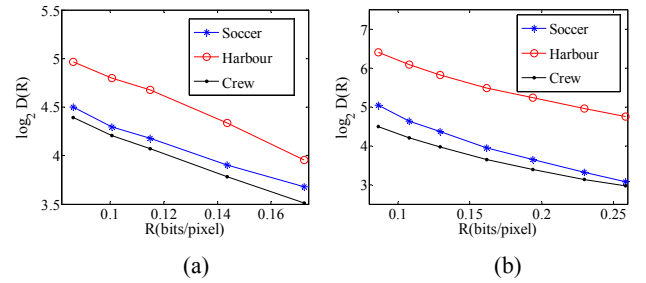 5.5
5
4.5
4
3.5
log₂ D(R)
Soccer
Harbour
Crew
0.1
0.12
0.14
0.16
R(bits/pixel)
(a)
7
6
5
4
3
log₂ D(R)
Soccer
Harbour
Crew
0.1
0.15
0.2
0.25
R(bits/pixel)
(b)